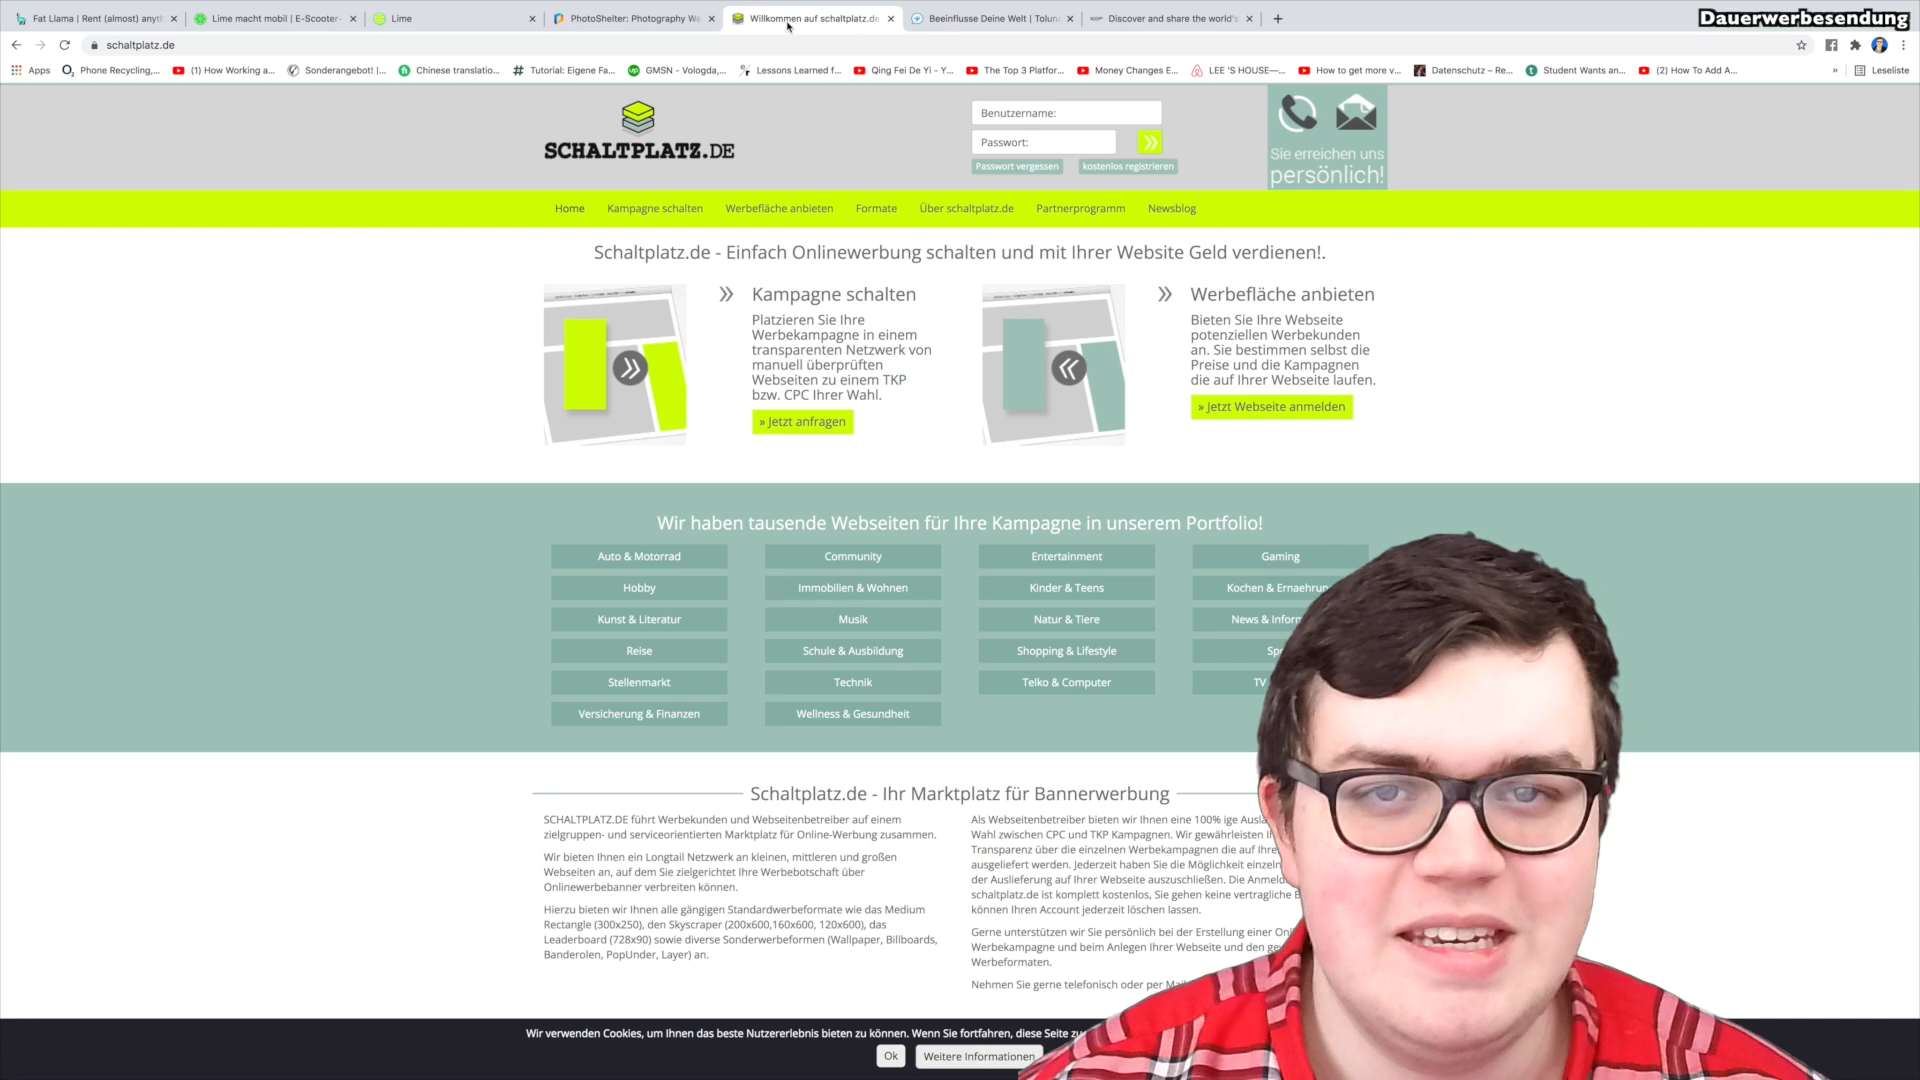 Fat Llama | Rent (almost) anyth
Lime macht mobil | E-Scooter-
Lime
PhotoShelter: Photography We
Willkommen auf schaltplatz.de
Beeinflusse Deine Welt | Toluna
Discover and share the world's
Dauerwerbesendung
schaltplatz.de
Apps
Phone Recycling,...
(1) How Working a...
Sonderangebot! |...
Chinese translatio...
Tutorial: Eigene Fa...
GMSN - Vologda,...
Lessons Learned f...
Qing Fei De Yi - Y...
The Top 3 Platfor...
Money Changes E...
LEE 'S HOUSE—...
How to get more v...
Datenschutz – Re...
Student Wants an...
(2) How To Add A...
»
Leseliste
SCHALTPLATZ.DE
Benutzername:
Passwort:
Passwort vergessen
kostenlos registrieren
Sie erreichen uns
persönlich!
Home
Kampagne schalten
Werbefläche anbieten
Formate
Über schaltplatz.de
Partnerprogramm
Newsblog
Schaltplatz.de - Einfach Onlinewerbung schalten und mit Ihrer Website Geld verdienen!.
Kampagne schalten
Platzieren Sie Ihre
Werbekampagne in einem
transparenten Netzwerk von
manuell überprüften
Webseiten zu einem TKP
bzw. CPC Ihrer Wahl.
» Jetzt anfragen
Werbefläche anbieten
Bieten Sie Ihre Webseite
potenziellen Werbekunden
an. Sie bestimmen selbst die
Preise und die Kampagnen
die auf Ihrer Webseite laufen.
» Jetzt Webseite anmelden
Wir haben tausende Webseiten für Ihre Kampagne in unserem Portfolio!
Auto & Motorrad
Community
Entertainment
Gaming
Hobby
Immobilien & Wohnen
Kinder & Teens
Kochen & Ernaehrun
Kunst & Literatur
Musik
Natur & Tiere
News & Inforn
Reise
Schule & Ausbildung
Shopping & Lifestyle
Spo
Stellenmarkt
Technik
Telko & Computer
TV
Versicherung & Finanzen
Wellness & Gesundheit
Schaltplatz.de - Ihr Marktplatz für Bannerwerbung
SCHALTPLATZ.DE führt Werbekunden und Webseitenbetreiber auf einem
zielgruppen- und serviceorientierten Marktplatz für Online-Werbung zusammen.
Wir bieten Ihnen ein Longtail Netzwerk an kleinen, mittleren und großen
Webseiten an, auf dem Sie zielgerichtet Ihre Werbebotschaft über
Onlinewerbebanner verbreiten können.
Hierzu bieten wir Ihnen alle gängigen Standardwerbeformate wie das Medium
Rectangle (300x250), den Skyscraper (200x600,160x600, 120x600), das
Leaderboard (728x90) sowie diverse Sonderwerbeformen (Wallpaper, Billboards,
Banderolen, PopUnder, Layer) an.
Als Webseitenbetreiber bieten wir Ihnen eine 100% ige Ausla
Wahl zwischen CPC und TKP Kampagnen. Wir gewährleisten I
Transparenz über die einzelnen Werbekampagnen die auf Ihre
ausgeliefert werden. Jederzeit haben Sie die Möglichkeit einzeln
der Auslieferung auf Ihrer Webseite auszuschließen. Die Anmeld
schaltplatz.de ist komplett kostenlos, Sie gehen keine vertragliche B
können Ihren Account jederzeit löschen lassen.
Gerne unterstützen wir Sie persönlich bei der Erstellung einer Onl
Werbekampagne und beim Anlegen Ihrer Webseite und den ge
Werbeformaten.
Nehmen Sie gerne telefonisch oder per Mai
Wir verwenden Cookies, um Ihnen das beste Nutzererlebnis bieten zu können. Wenn Sie fortfahren, diese Seite zu
Ok
Weitere Informationen